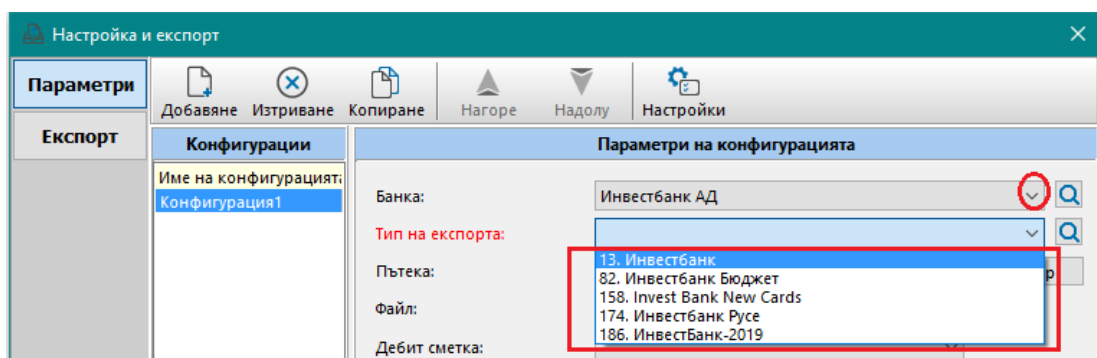 Настройка и експорт
Параметри
Експорт
Добавяне Изтриване Копиране Нагоре Надолу Настройки
Конфигурации
Параметри на конфигурацията
Име на конфигурацията
Конфигурация1
Банка: Инвестбанк АД
Тип на експорта:
13. Инвестбанк
82. Инвестбанк Бюджет
158. Invest Bank New Cards
174. Инвестбанк Русе
186. ИнвестБанк-2019
Пътека: р
Файл:
Дебит сметка: